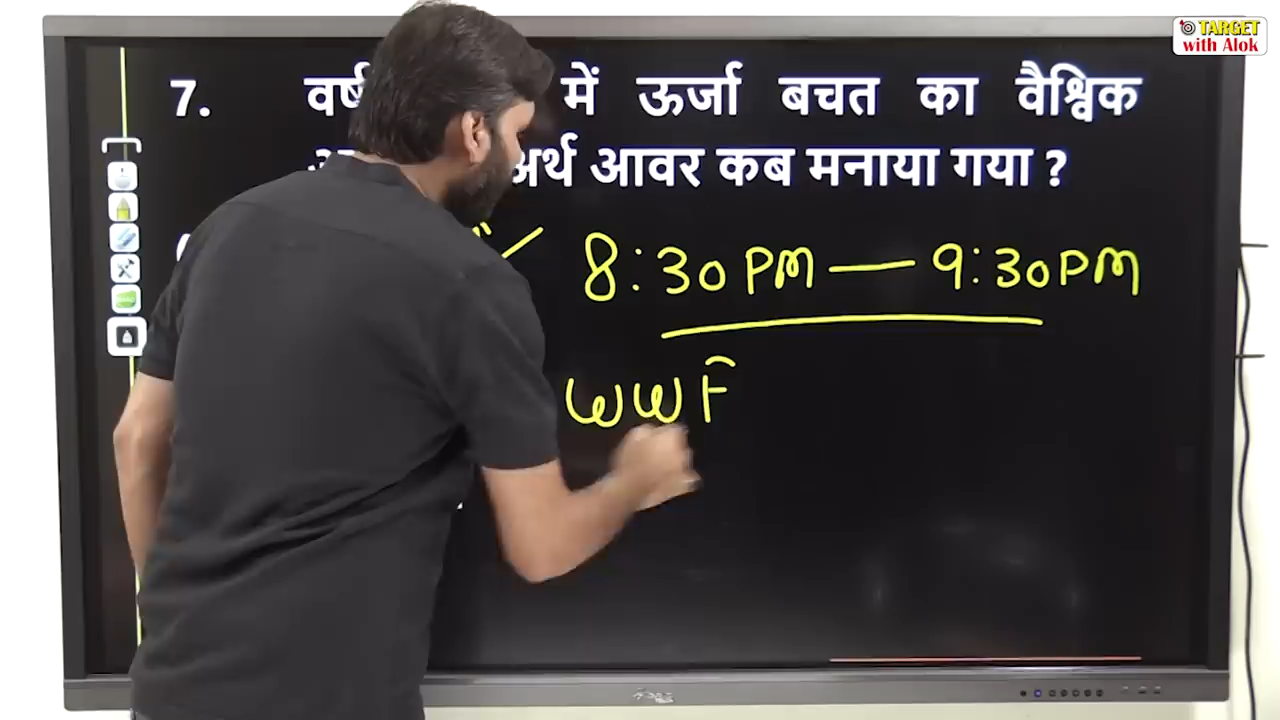 TARGET
with Alok
7. में ऊर्जा बचत का वैश्विक
अर्थ आवर कब मनाया गया ?
8:30 PM — 9:30 PM
WWF